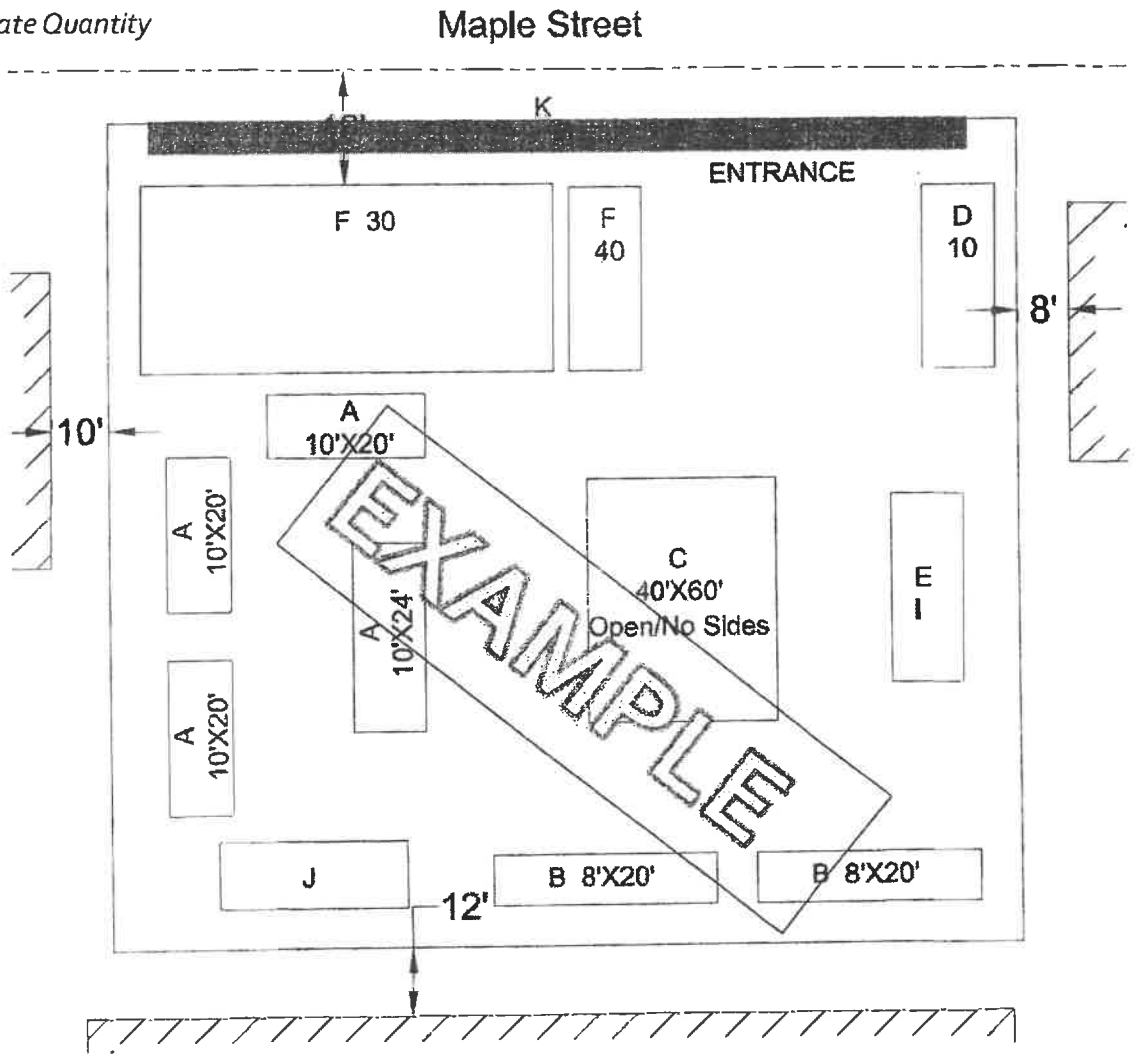 ate Quantity
Maple Street
K
ENTRANCE
F 30
F
40
D
10
8'
10'
A
10'X20'
A
10'X20'
A
10'X24'
C
40'X60'
Open/No Sides
E
I
A
10'X20'
EXAMPLE
J
B 8'X20'
B 8'X20'
12'